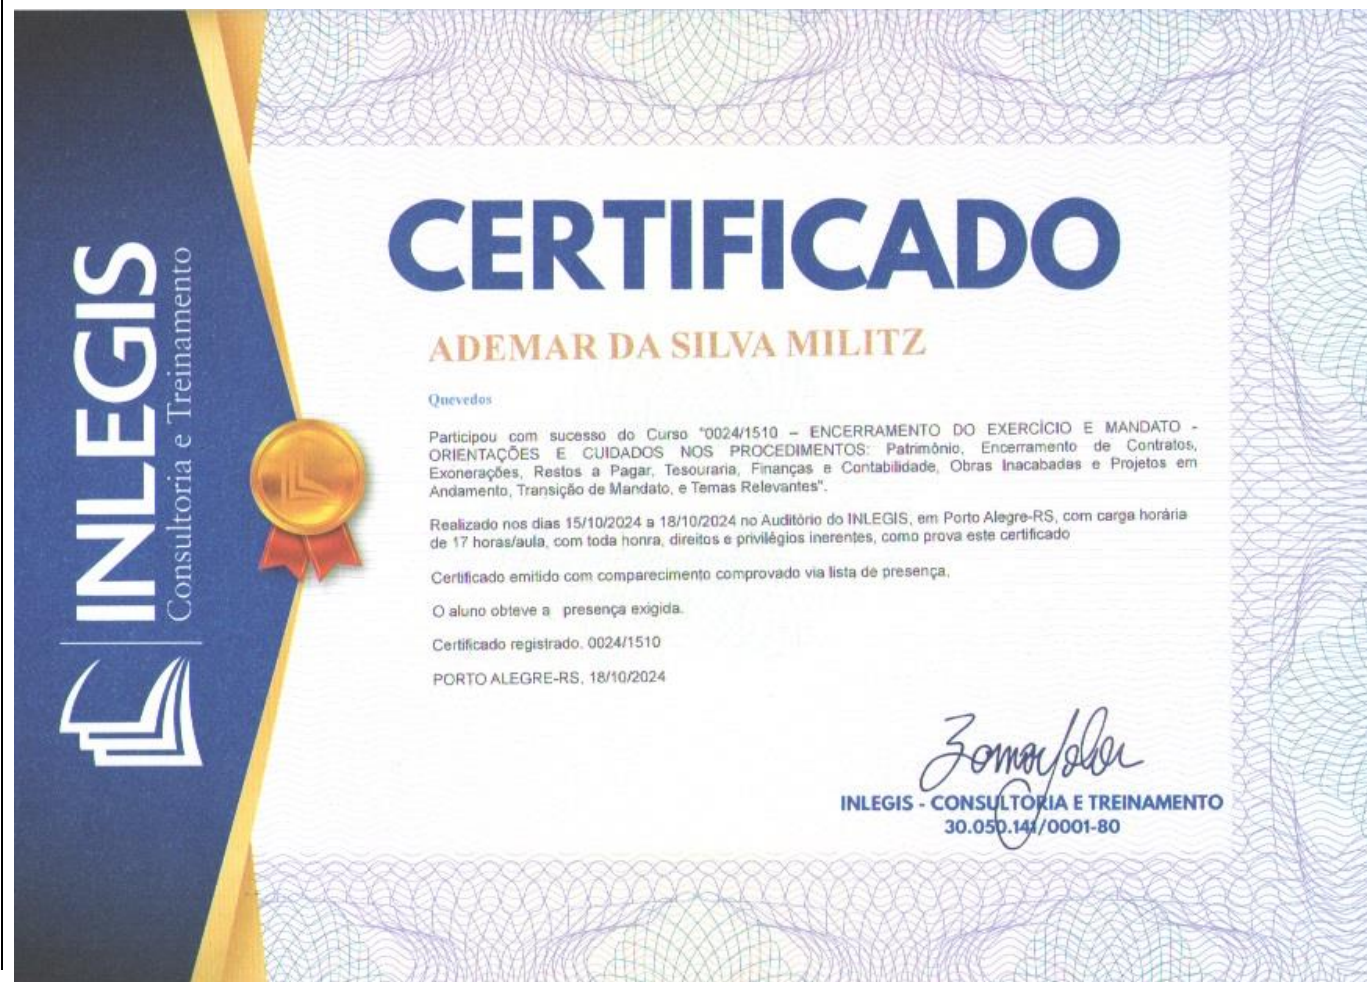 INLEGIS
Consultoria e Treinamento
CERTIFICADO
ADEMAR DA SILVA MILITZ
Quevedos
Participou com sucesso do Curso "0024/1510 – ENCERRAMENTO DO EXERCÍCIO E MANDATO -
ORIENTAÇÕES E CUIDADOS NOS PROCEDIMENTOS: Patrimônio, Encerramento de Contratos,
Exonerações, Restos a Pagar, Tesouraria, Finanças e Contabilidade, Obras Inacabadas e Projetos em
Andamento, Transição de Mandato, e Temas Relevantes".
Realizado nos dias 15/10/2024 a 18/10/2024 no Auditório do INLEGIS, em Porto Alegre-RS, com carga horária
de 17 horas/aula, com toda honra, direitos e privilégios inerentes, como prova este certificado
Certificado emitido com comparecimento comprovado via lista de presença.
O aluno obteve a presença exigida.
Certificado registrado. 0024/1510
PORTO ALEGRE-RS, 18/10/2024
INLEGIS - CONSULTORIA E TREINAMENTO
30.050.141/0001-80